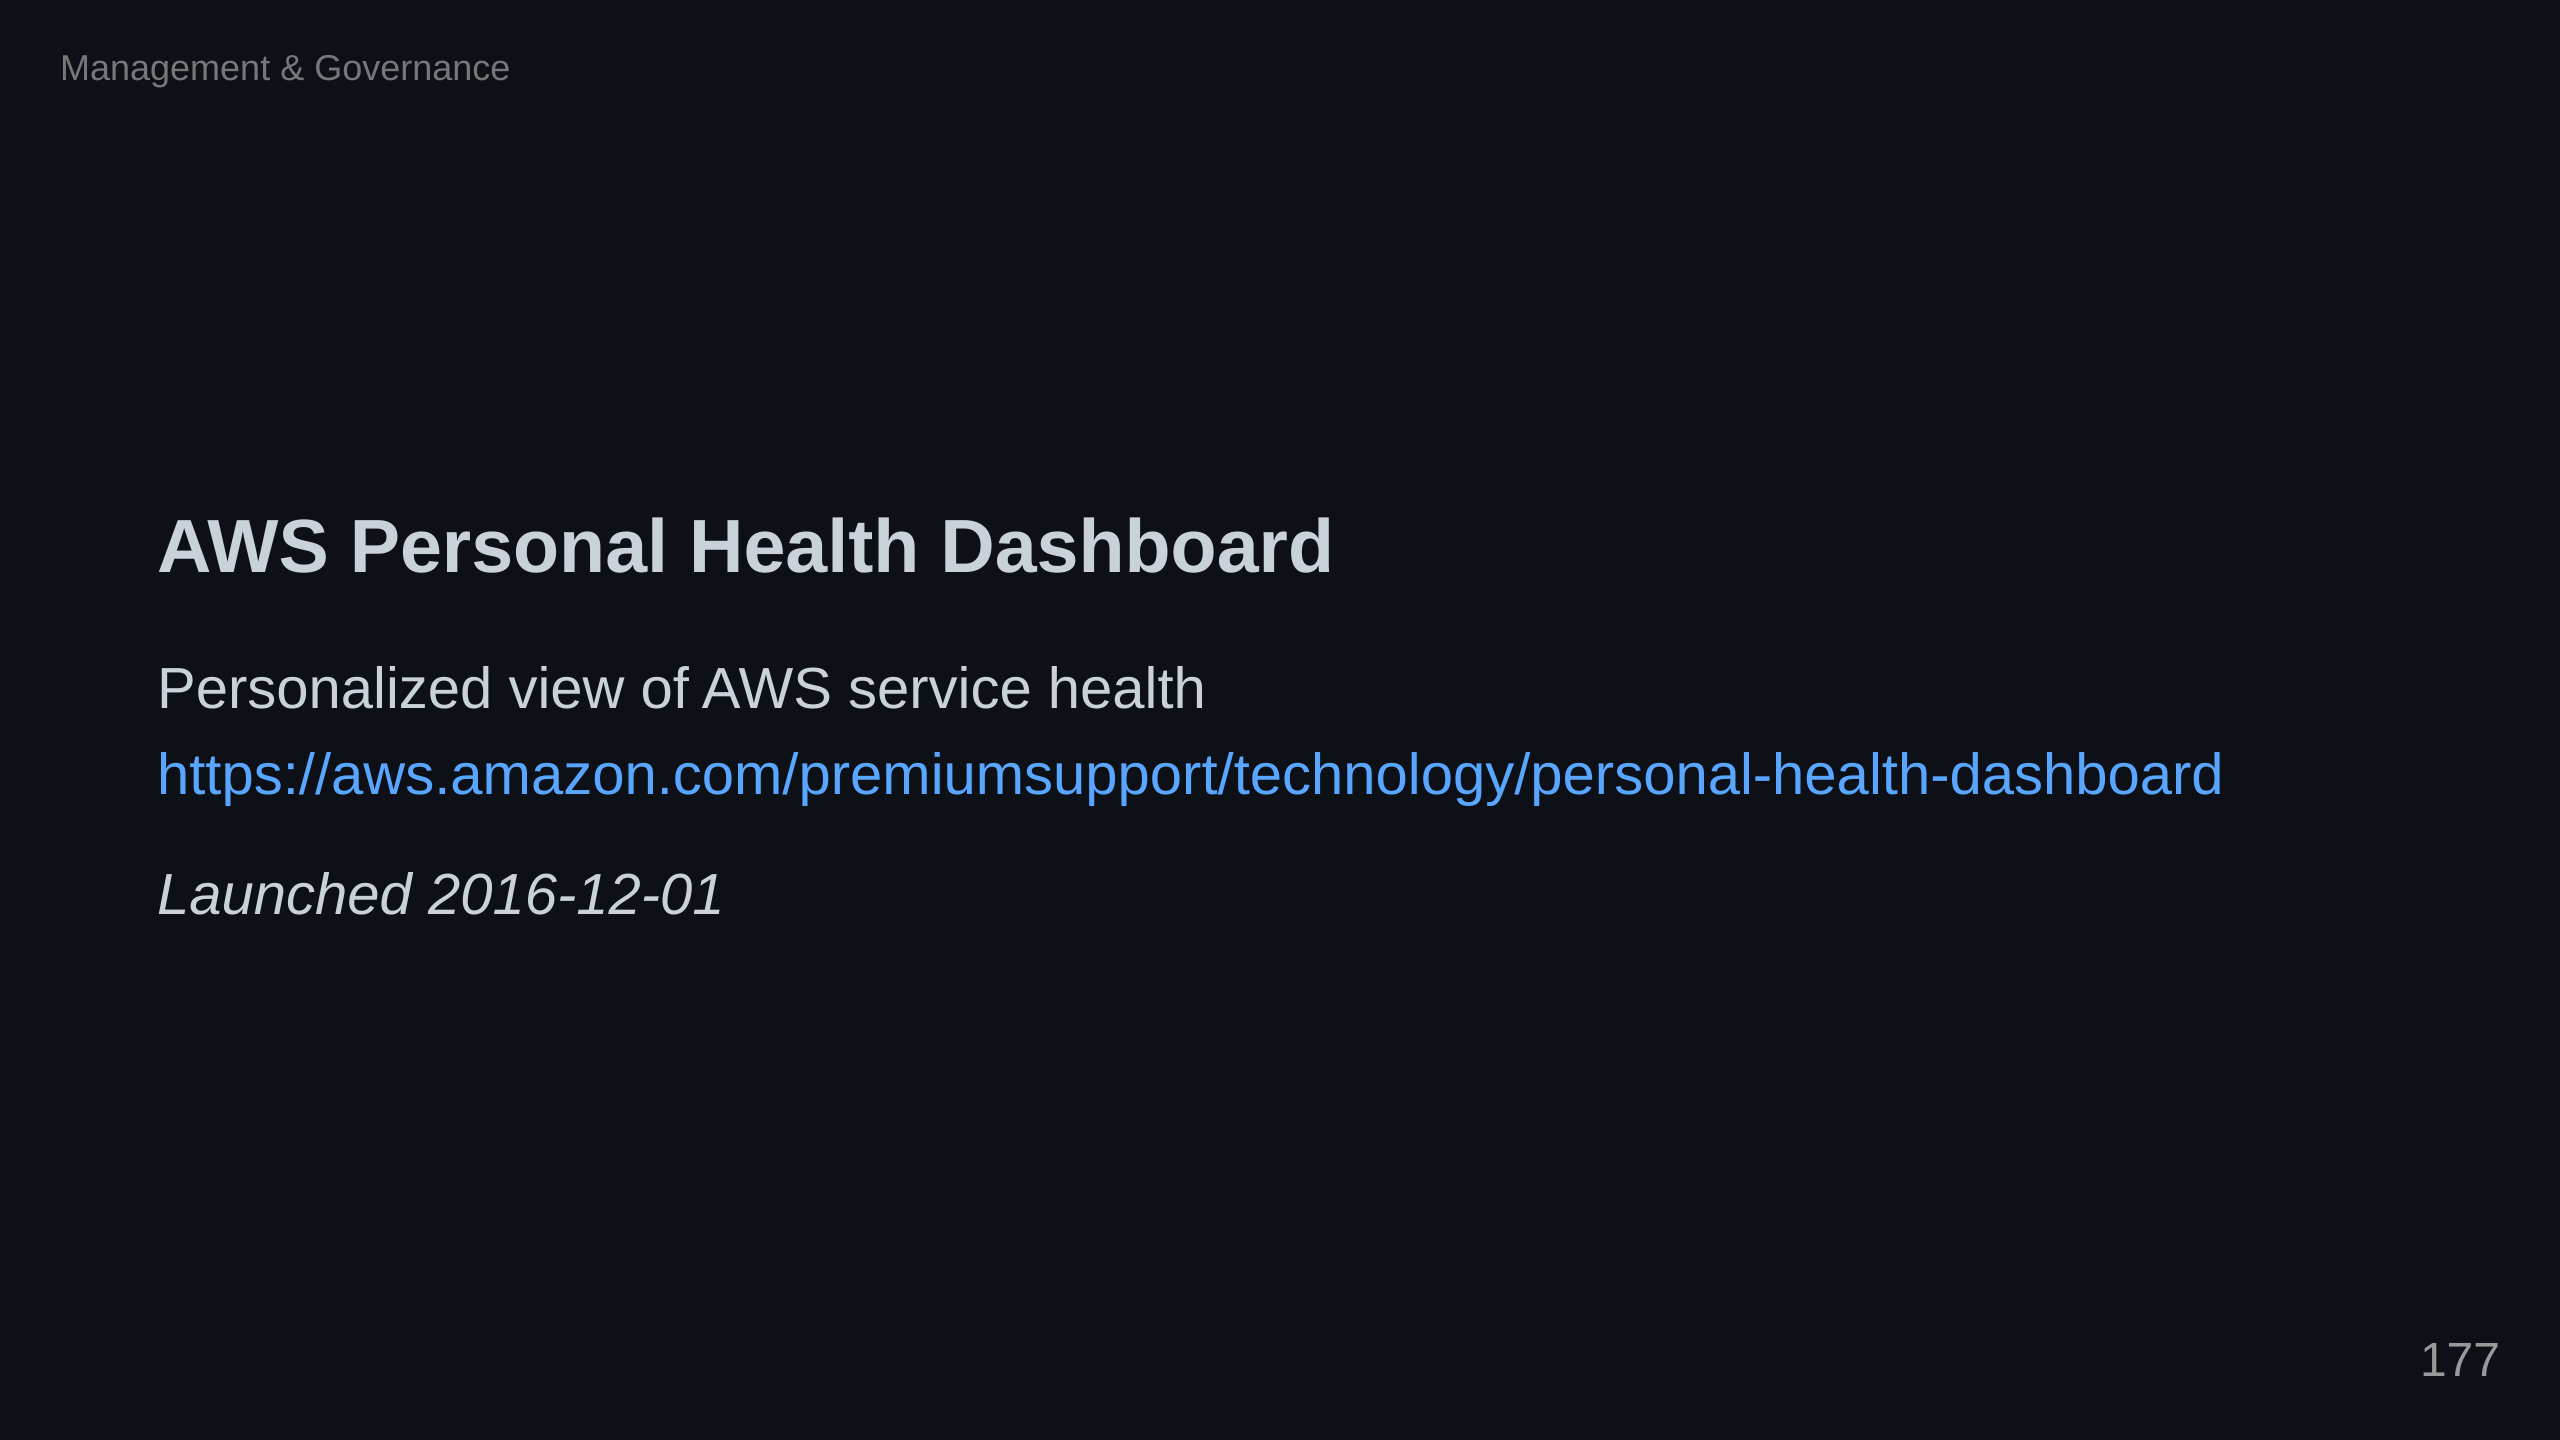 Management & Governance
AWS Personal Health Dashboard
Personalized view of AWS service health
https://aws.amazon.com/premiumsupport/technology/personal-health-dashboard
Launched 2016-12-01
177